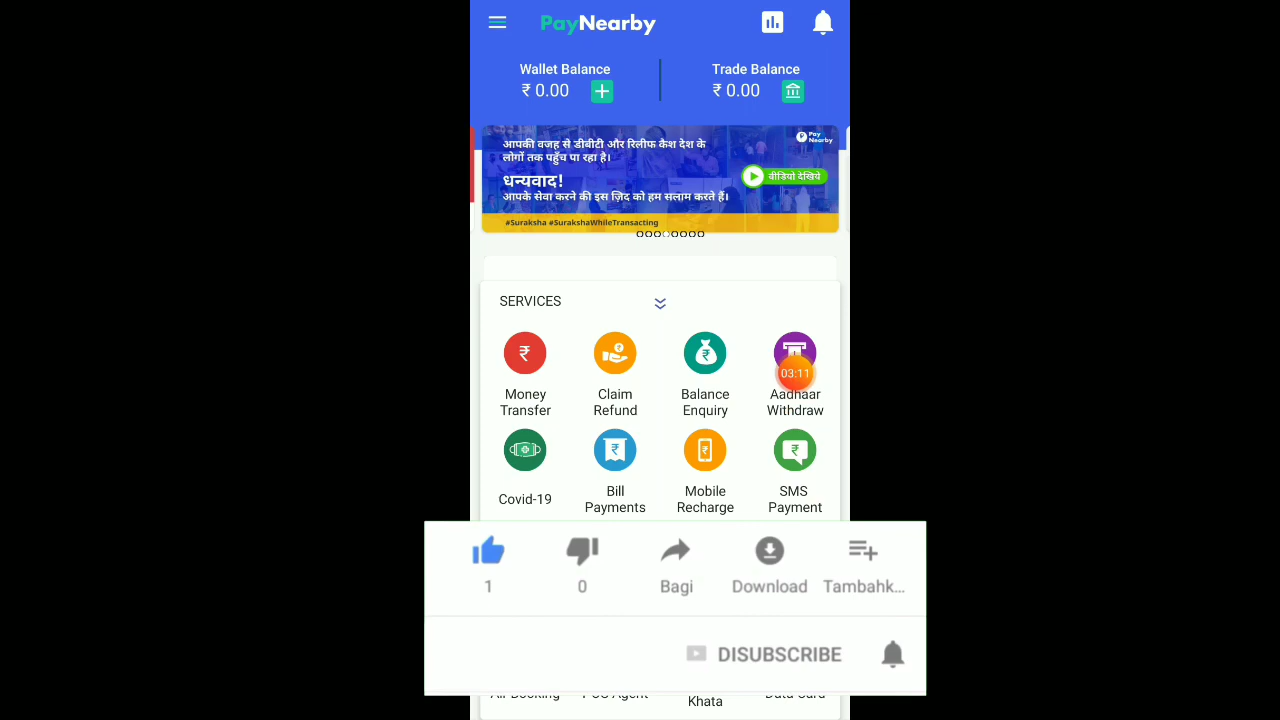 PayNearby
Wallet Balance
₹ 0.00
Trade Balance
₹ 0.00
Pay
Nearby
आपकी वजह से डीबीटी और रिलीफ कैश देश के
लोगों तक पहुँच पा रहा है।
धन्यवाद!
वीडियो देखिये
आपके सेवा करने की इस ज़िद को हम सलाम करते हैं।
#Suraksha #SurakshaWhileTransacting
SERVICES
03:11
Money
Transfer
Claim
Refund
Balance
Enquiry
Aadhaar
Withdraw
Covid-19
Bill
Payments
Mobile
Recharge
SMS
Payment
1
0
Bagi
Download
Tambahk...
DISUBSCRIBE
Khata